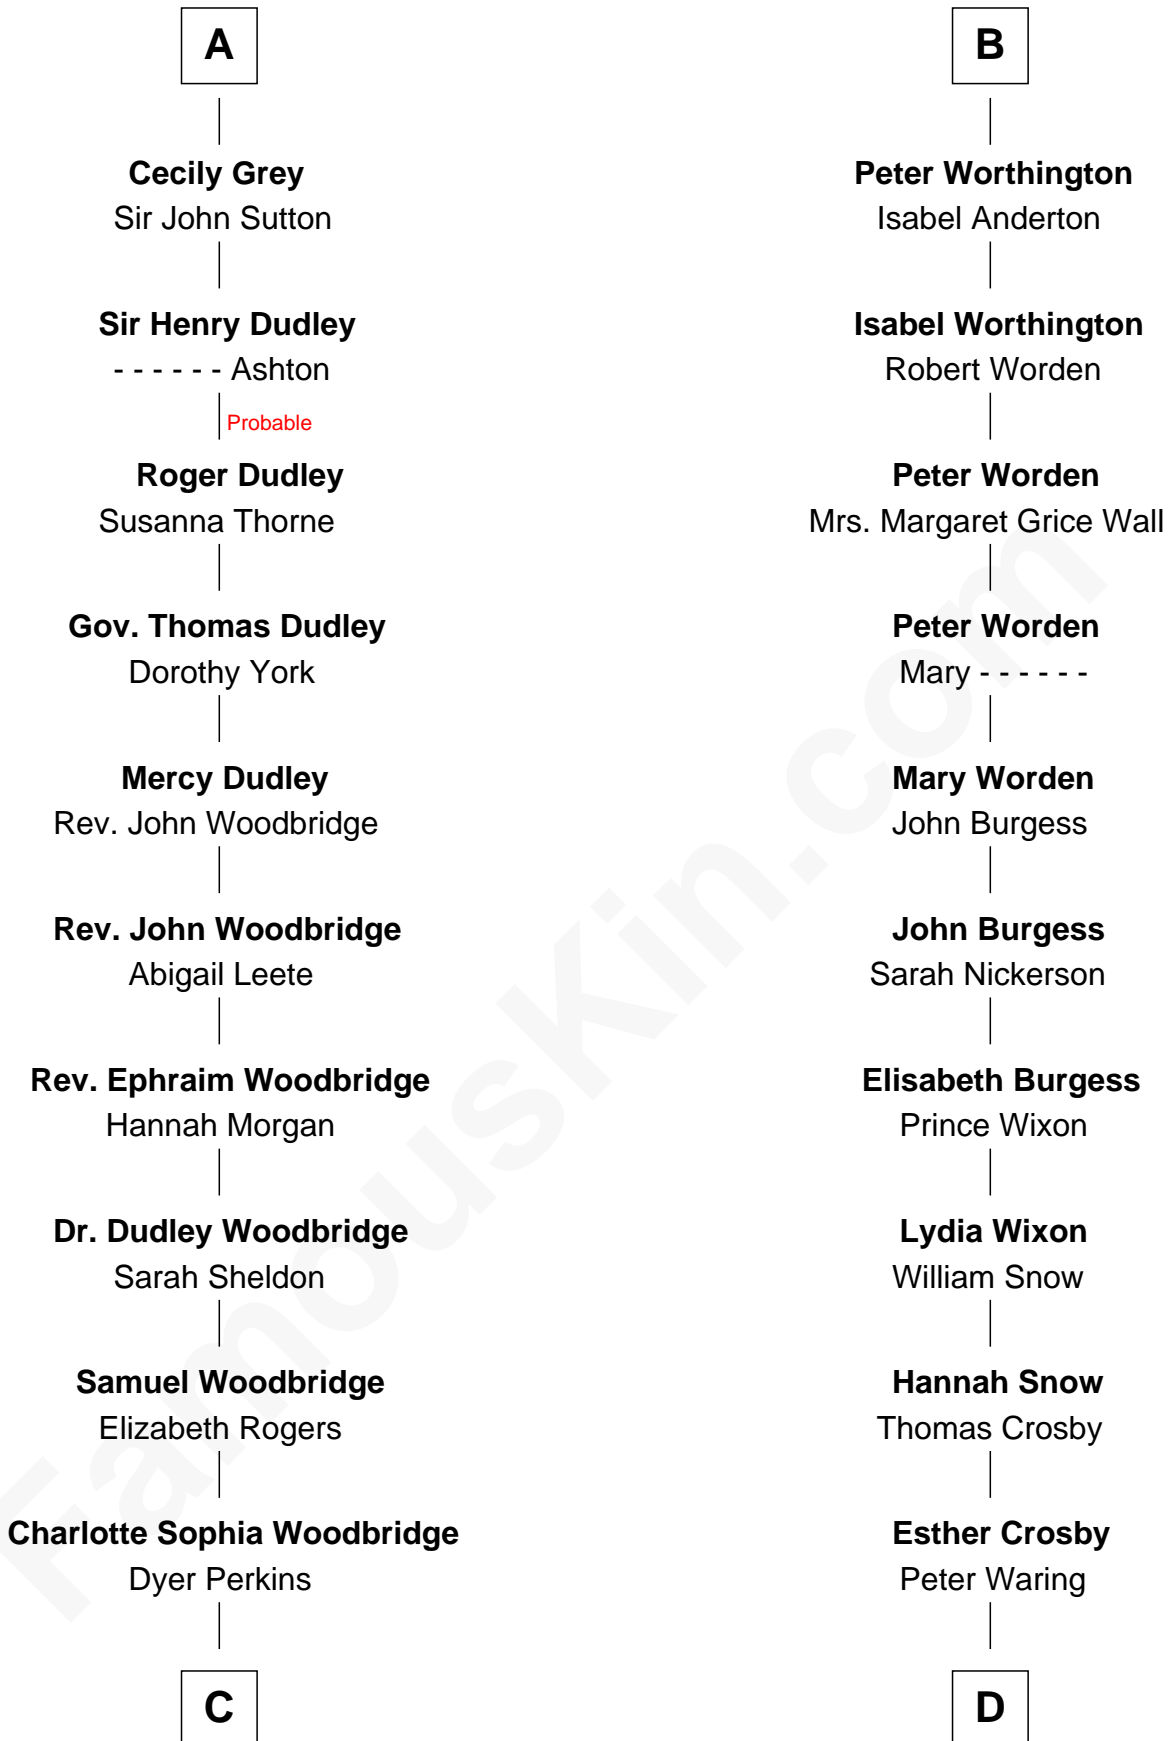 A
Cecily Grey
Sir John Sutton
Sir Henry Dudley
- - - - - - Ashton
Probable
Roger Dudley
Susanna Thorne
Gov. Thomas Dudley
Dorothy York
Mercy Dudley
Rev. John Woodbridge
Rev. John Woodbridge
Abigail Leete
Rev. Ephraim Woodbridge
Hannah Morgan
Dr. Dudley Woodbridge
Sarah Sheldon
Samuel Woodbridge
Elizabeth Rogers
Charlotte Sophia Woodbridge
Dyer Perkins
C
B
Peter Worthington
Isabel Anderton
Isabel Worthington
Robert Worden
Peter Worden
Mrs. Margaret Grice Wall
Peter Worden
Mary - - - - - -
Mary Worden
John Burgess
John Burgess
Sarah Nickerson
Elisabeth Burgess
Prince Wixon
Lydia Wixon
William Snow
Hannah Snow
Thomas Crosby
Esther Crosby
Peter Waring
D
FamousKin.com